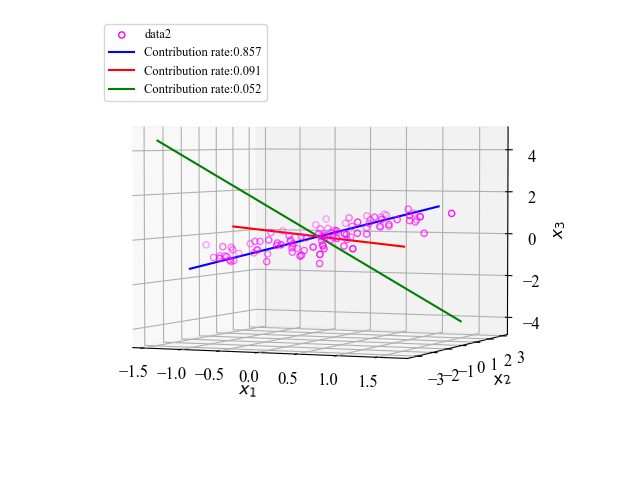 data2
Contribution rate:0.857
Contribution rate:0.091
Contribution rate:0.052
4
2
0
−2
−4
x3
−1.5 −1.0 −0.5 0.0 0.5 1.0 1.5
x1
−3 −2 −1 0 1 2 3
x2